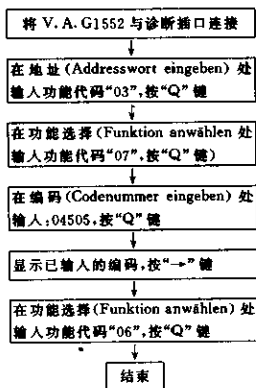 将 V.A.G1552 与诊断插口连接
在地址(Addresswort eingeben)处
输入功能代码“03”,按“Q”键
在功能选择(Funktion anwählen 处
输入功能代码“07”,按“Q”键)
在编码(Codenummer eingeben)处
输入:04505,按“Q”键
显示已输入的编码,按“→”键
在功能选择(Funktion anwählen)处
输入功能代码“06”,按“Q”键
结束